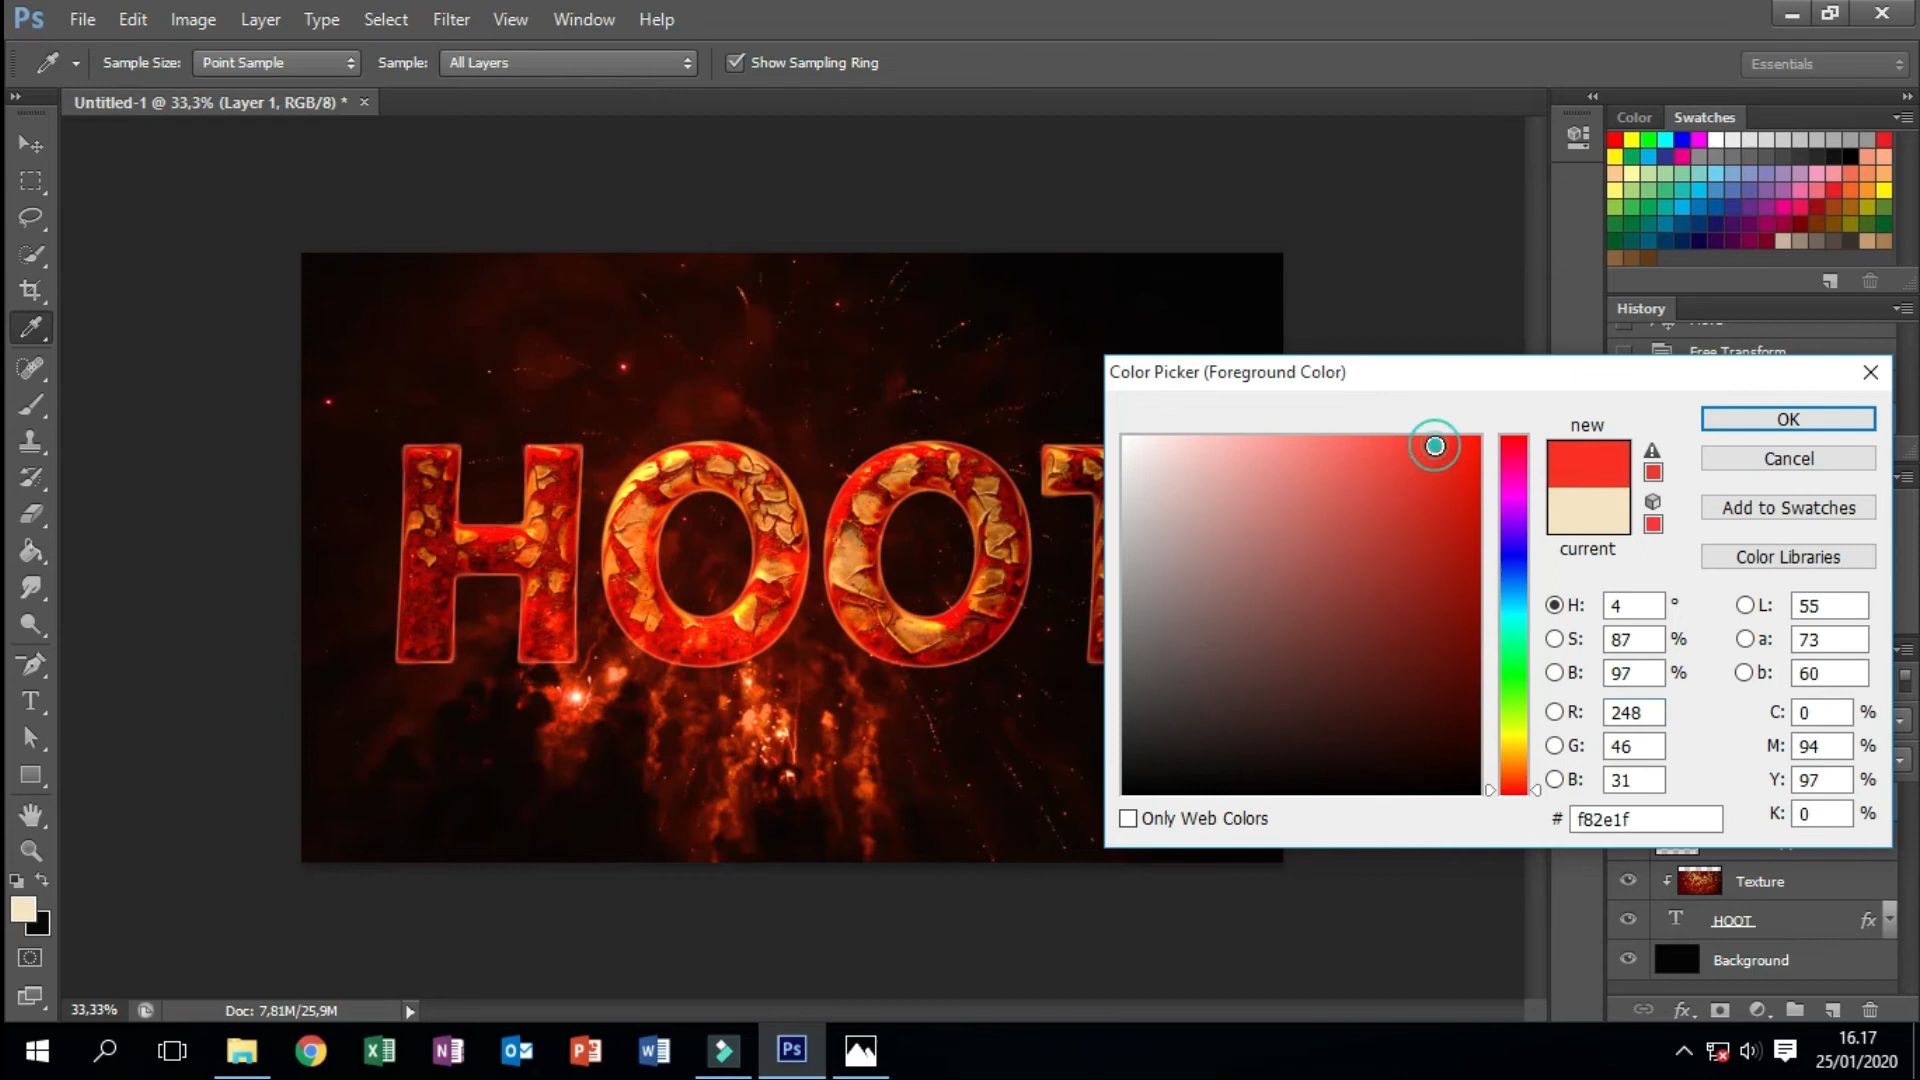 Ps File Edit Image Layer Type Select Filter View Window Help
Sample Size: Point Sample Sample: All Layers Show Sampling Ring Essentials
Untitled-1 @ 33,3% (Layer 1, RGB/8) *
Color Swatches
History
Free Transform
HOOT
Color Picker (Foreground Color)
new
current
OK
Cancel
Add to Swatches
Color Libraries
H: 4 °
S: 87 %
B: 97 %
R: 248
G: 46
B: 31
L: 55
a: 73
b: 60
C: 0 %
M: 94 %
Y: 97 %
K: 0 %
# f82e1f
Only Web Colors
Texture
T HOOT fx
Background
33,33% Doc: 7,81M/25,9M
fx
Ps
16.17
25/01/2020